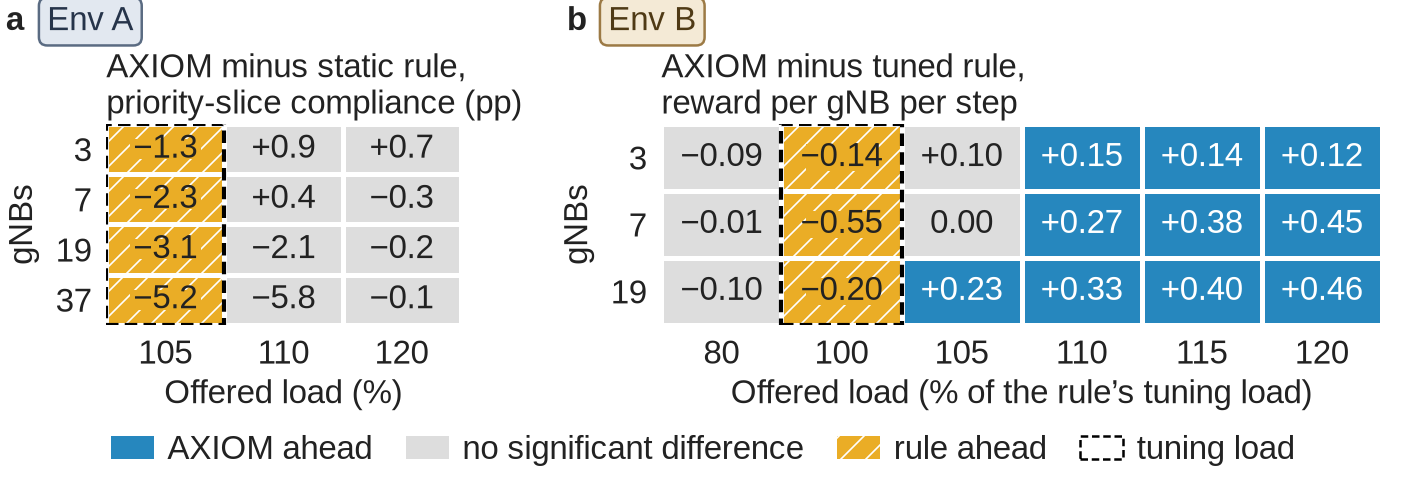 a Env A
AXIOM minus static rule,
priority-slice compliance (pp)
gNBs
3 −1.3 +0.9 +0.7
7 −2.3 +0.4 −0.3
19 −3.1 −2.1 −0.2
37 −5.2 −5.8 −0.1
105 110 120
Offered load (%)
b Env B
AXIOM minus tuned rule,
reward per gNB per step
gNBs
3 −0.09 −0.14 +0.10 +0.15 +0.14 +0.12
7 −0.01 −0.55 0.00 +0.27 +0.38 +0.45
19 −0.10 −0.20 +0.23 +0.33 +0.40 +0.46
80 100 105 110 115 120
Offered load (% of the rule’s tuning load)
AXIOM ahead no significant difference rule ahead tuning load